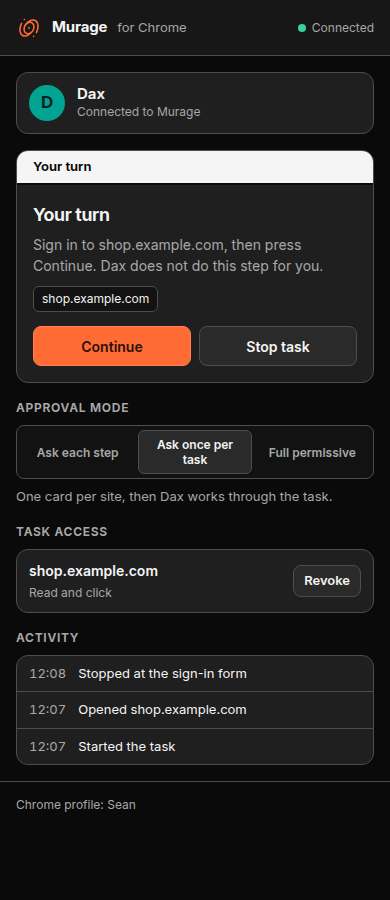 Murage for Chrome
Connected
D
Dax
Connected to Murage
Your turn
Your turn
Sign in to shop.example.com, then press
Continue. Dax does not do this step for you.
shop.example.com
Continue
Stop task
APPROVAL MODE
Ask each step
Ask once per
task
Full permissive
One card per site, then Dax works through the task.
TASK ACCESS
shop.example.com
Read and click
Revoke
ACTIVITY
12:08 Stopped at the sign-in form
12:07 Opened shop.example.com
12:07 Started the task
Chrome profile: Sean